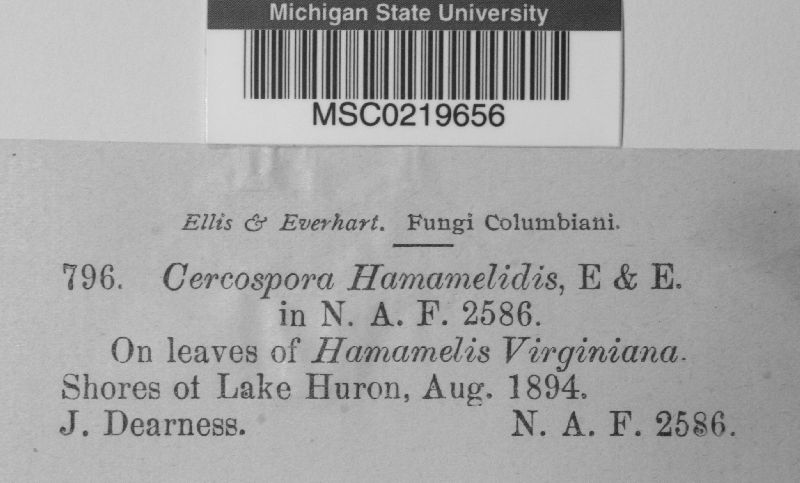 Michigan State University
MSC0219656
Ellis & Everhart. Fungi Columbiani.
796. Cercospora Hamamelidis, E & E.
in N. A. F. 2586.
On leaves of Hamamelis Virginiana.
Shores ot Lake Huron, Aug. 1894.
J. Dearness. N. A. F. 2586.